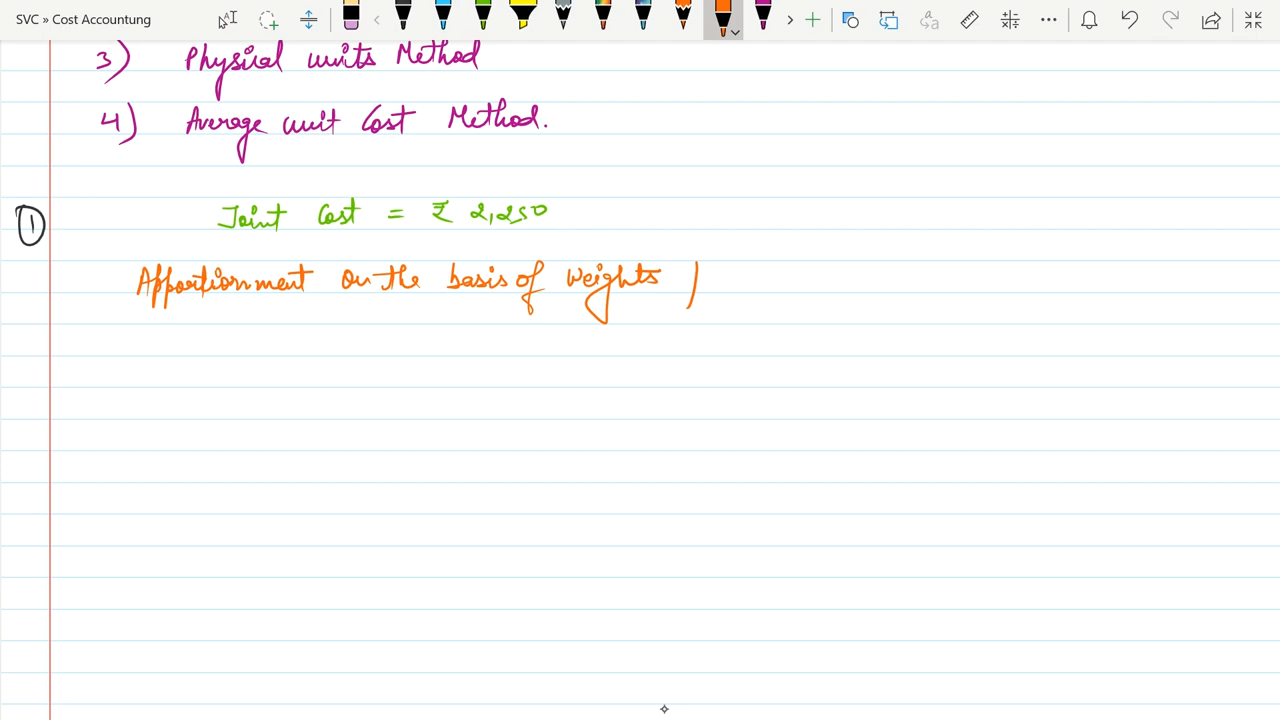 SVC » Cost Accountung
3) Physical units Method
4) Average unit Cost Method.
1
Joint Cost = ₹ 2,250
Apportionment on the basis of weights )